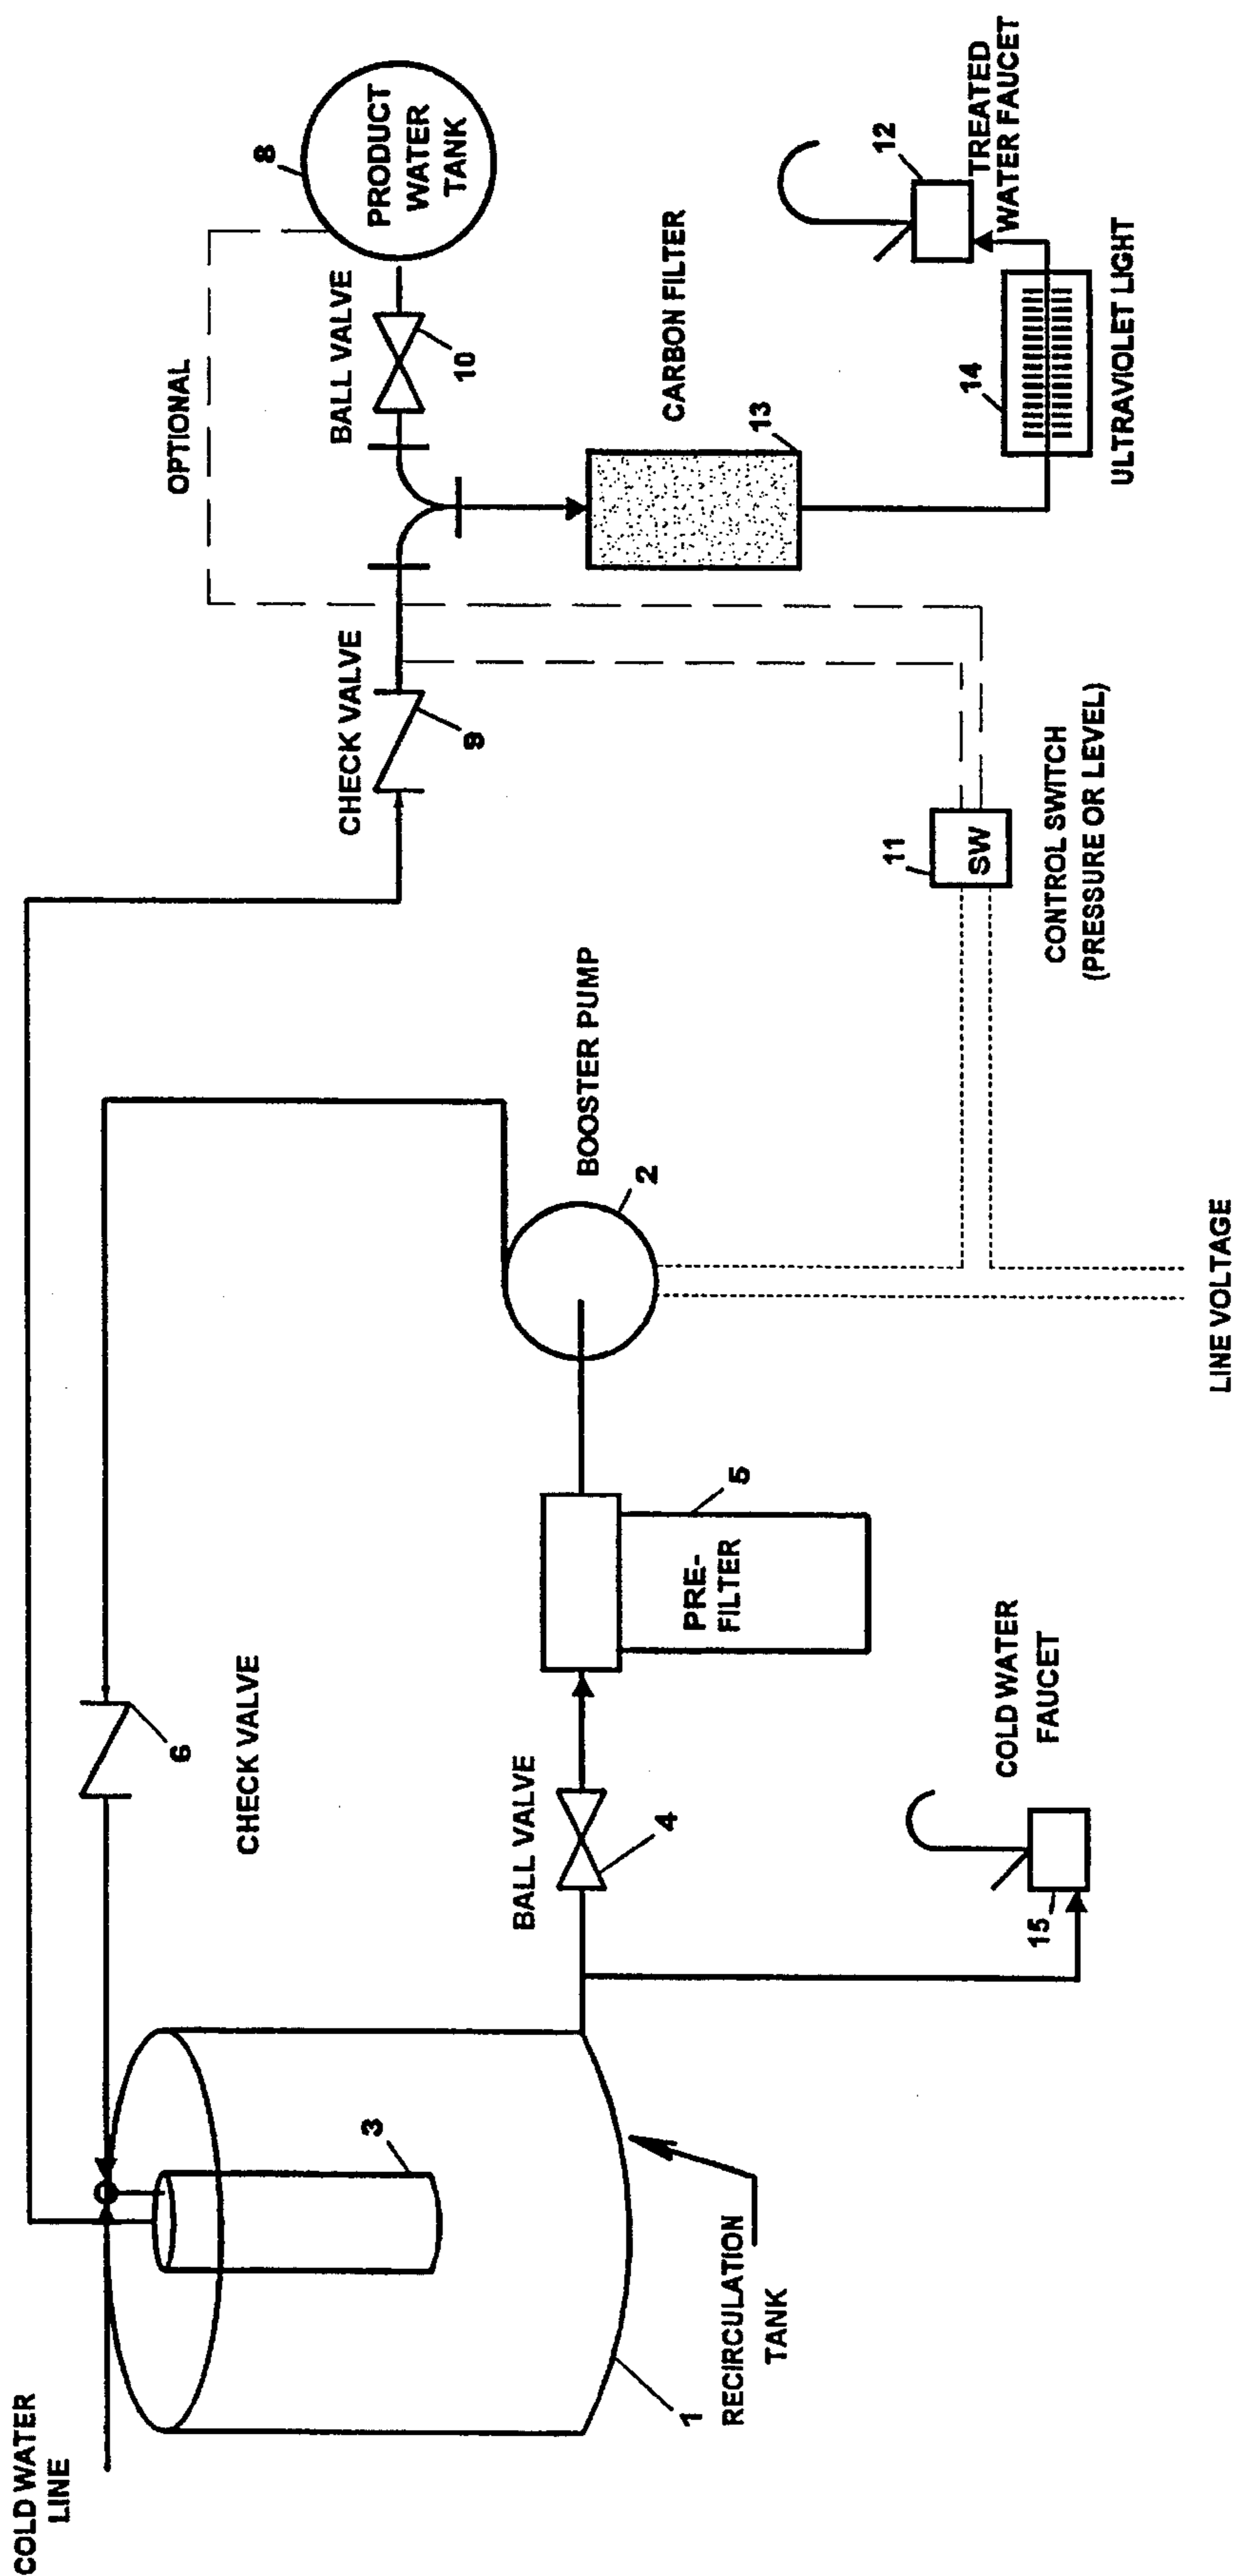 COLD WATER
LINE
1
RECIRCULATION
TANK
3
6
CHECK VALVE
BALL VALVE
4
15
COLD WATER
FAUCET
PRE-
FILTER
5
2
BOOSTER PUMP
LINE VOLTAGE
CHECK VALVE
9
OPTIONAL
BALL VALVE
10
8
PRODUCT
WATER
TANK
CARBON FILTER
13
11
SW
CONTROL SWITCH
(PRESSURE OR LEVEL)
14
ULTRAVIOLET LIGHT
12
TREATED
WATER FAUCET